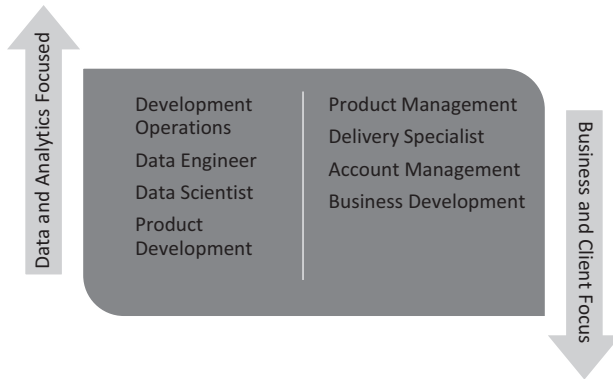 Data and Analytics Focused
Development
Operations
Data Engineer
Data Scientist
Product
Development
Product Management
Delivery Specialist
Account Management
Business Development
Business and Client Focus